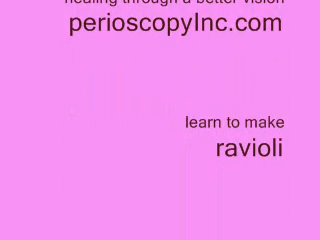 healing through a better vision
perioscopyInc.com
learn to make
ravioli